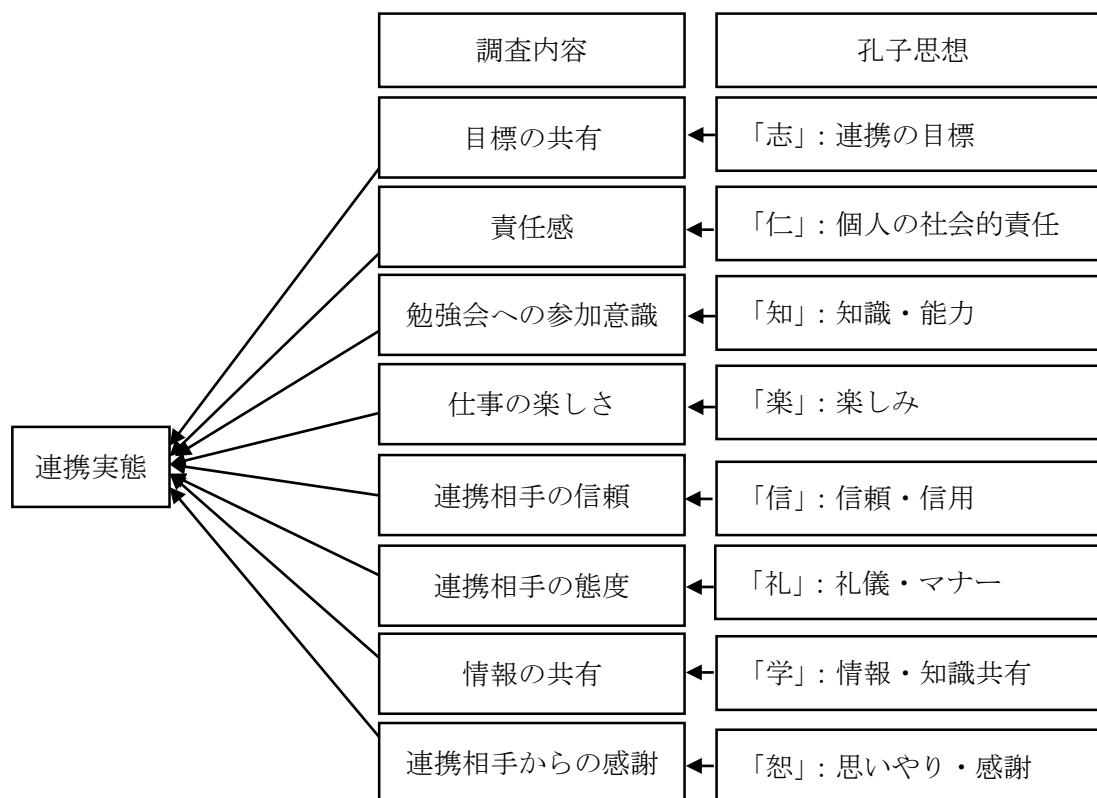 調査内容
孔子思想
目標の共有
「志」: 連携の目標
責任感
「仁」: 個人の社会的責任
勉強会への参加意識
「知」: 知識・能力
仕事の楽しさ
「楽」: 楽しみ
連携実態
連携相手の信頼
「信」: 信頼・信用
連携相手の態度
「礼」: 礼儀・マナー
情報の共有
「学」: 情報・知識共有
連携相手からの感謝
「恕」: 思いやり・感謝